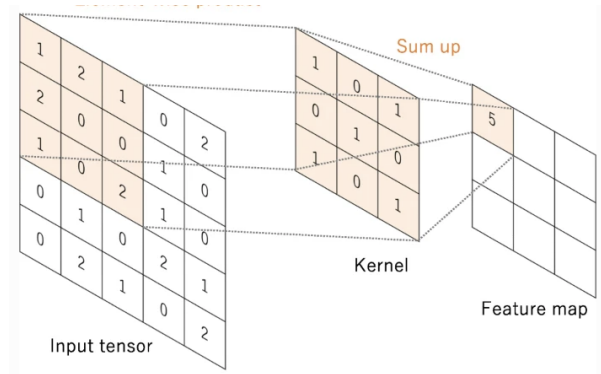 Sum up
1 2 1 0 2
2 0 0 1 0
1 0 2 1 0
0 1 0 2 1
0 2 1 0 2
Input tensor
1 0 1
0 1 0
1 0 1
Kernel
5
Feature map